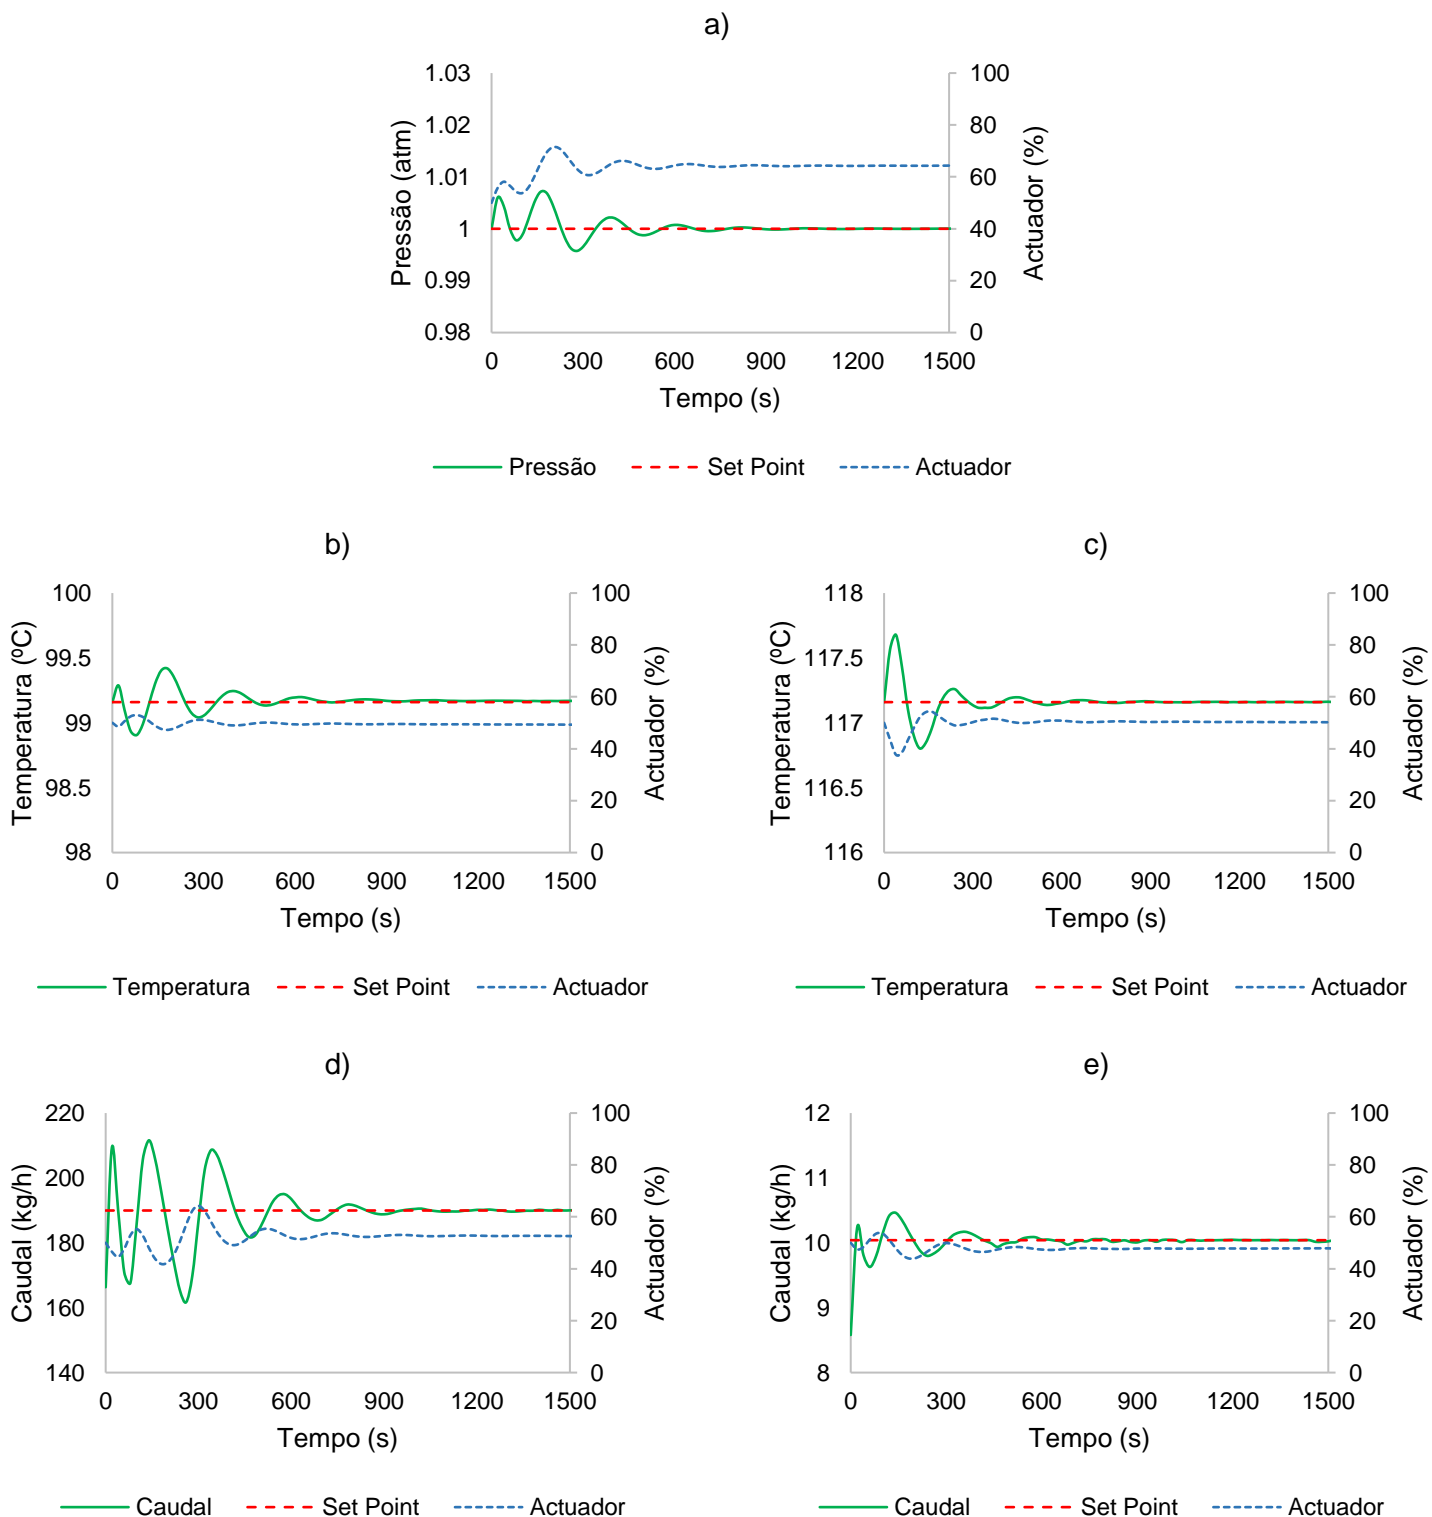 a)
1.03
1.02
1.01
1
0.99
0.98
Pressão (atm)
100
80
60
40
20
0
Actuador (%)
0 300 600 900 1200 1500
Tempo (s)
Pressão Set Point Actuador
b)
100
99.5
99
98.5
98
Temperatura (ºC)
100
80
60
40
20
0
Actuador (%)
0 300 600 900 1200 1500
Tempo (s)
Temperatura Set Point Actuador
c)
118
117.5
117
116.5
116
Temperatura (ºC)
100
80
60
40
20
0
Actuador (%)
0 300 600 900 1200 1500
Tempo (s)
Temperatura Set Point Actuador
d)
220
200
180
160
140
Caudal (kg/h)
100
80
60
40
20
0
Actuador (%)
0 300 600 900 1200 1500
Tempo (s)
Caudal Set Point Actuador
e)
12
11
10
9
8
Caudal (kg/h)
100
80
60
40
20
0
Actuador (%)
0 300 600 900 1200 1500
Tempo (s)
Caudal Set Point Actuador